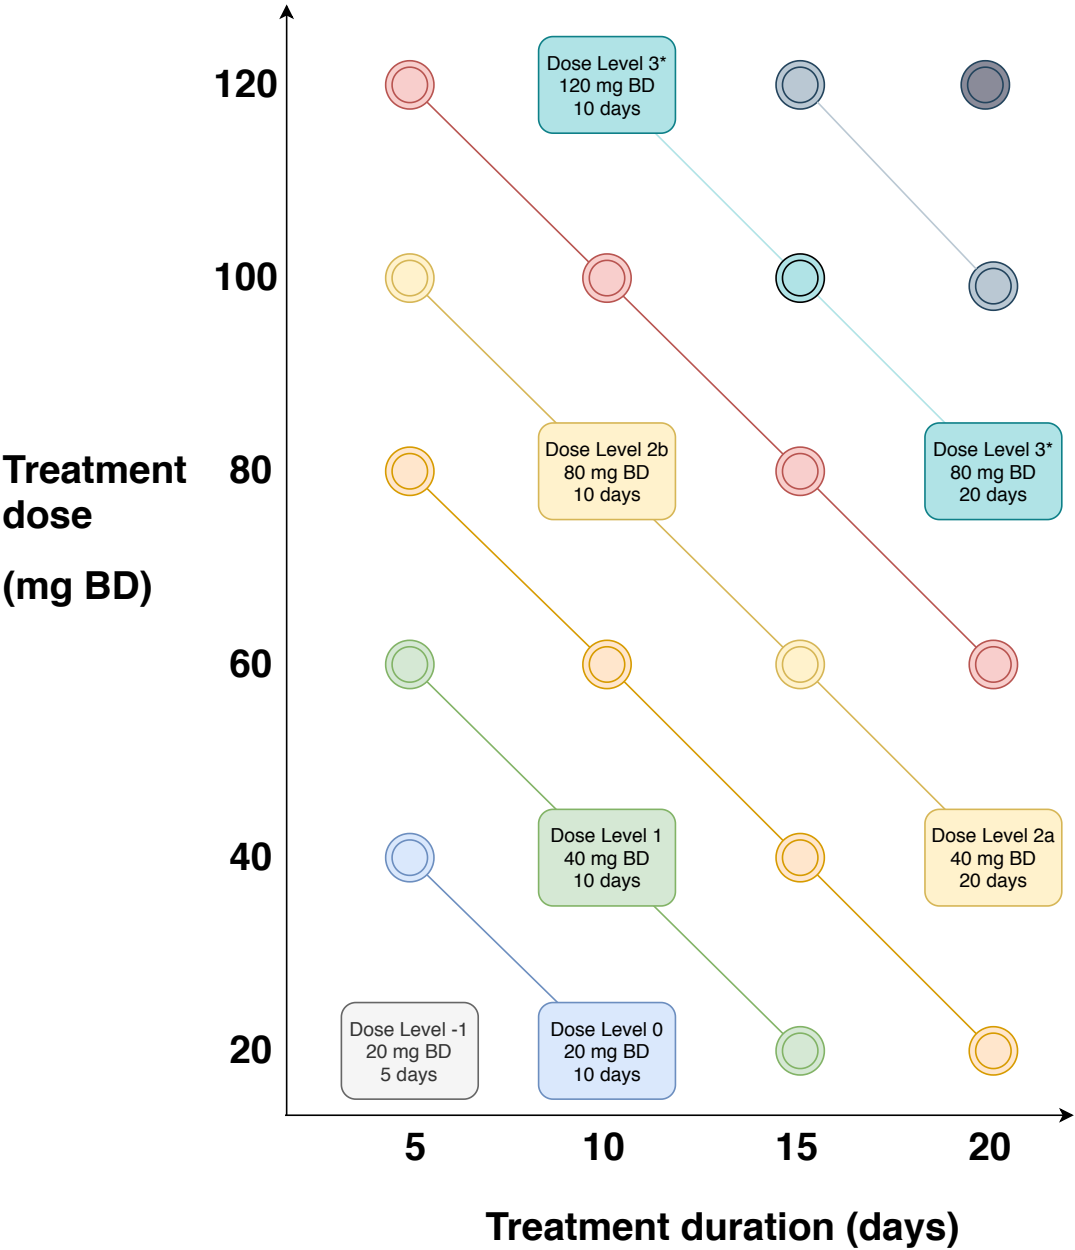 120
Dose Level 3*
120 mg BD
10 days
100
Treatment
dose
(mg BD)
80
Dose Level 2b
80 mg BD
10 days
Dose Level 3*
80 mg BD
20 days
60
40
Dose Level 1
40 mg BD
10 days
Dose Level 2a
40 mg BD
20 days
20
Dose Level -1
20 mg BD
5 days
Dose Level 0
20 mg BD
10 days
5
10
15
20
Treatment duration (days)